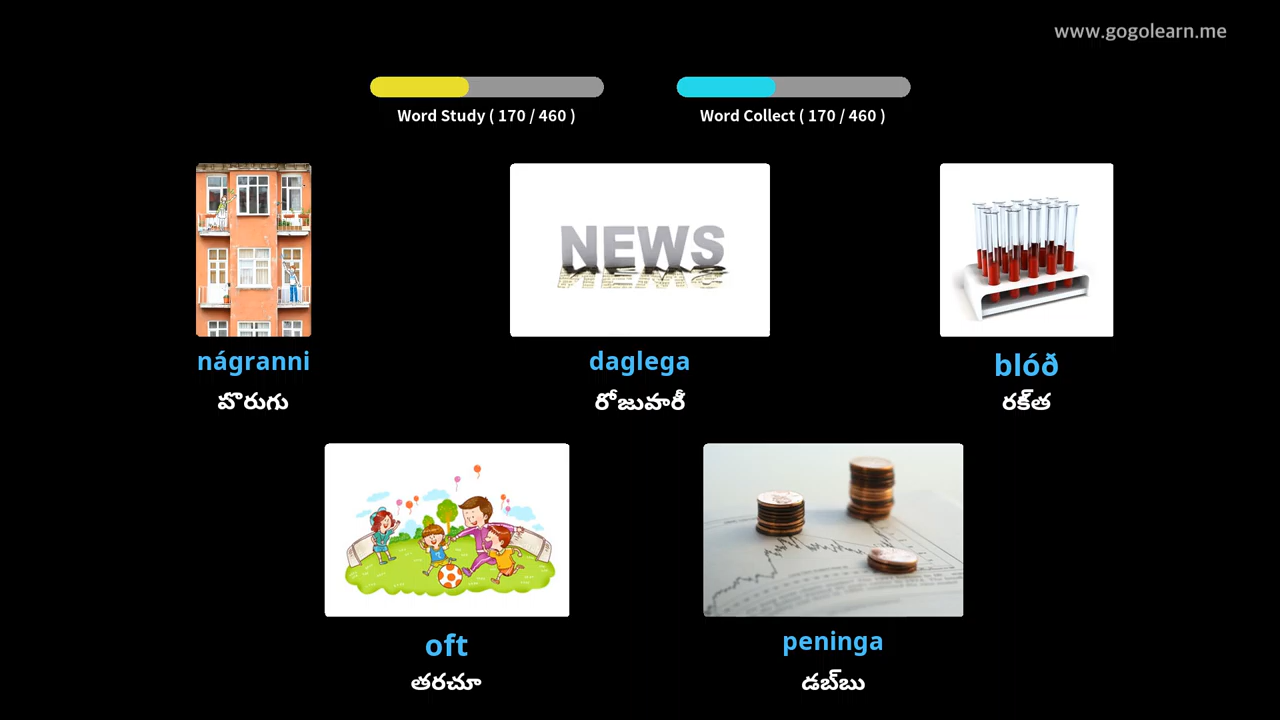 www.gogolearn.me
Word Study ( 170 / 460 )
Word Collect ( 170 / 460 )
NEWS
nágranni
daglega
blóð
పొరుగు
రోజువారీ
రక్త
oft
peninga
తరచూ
డబ్బు